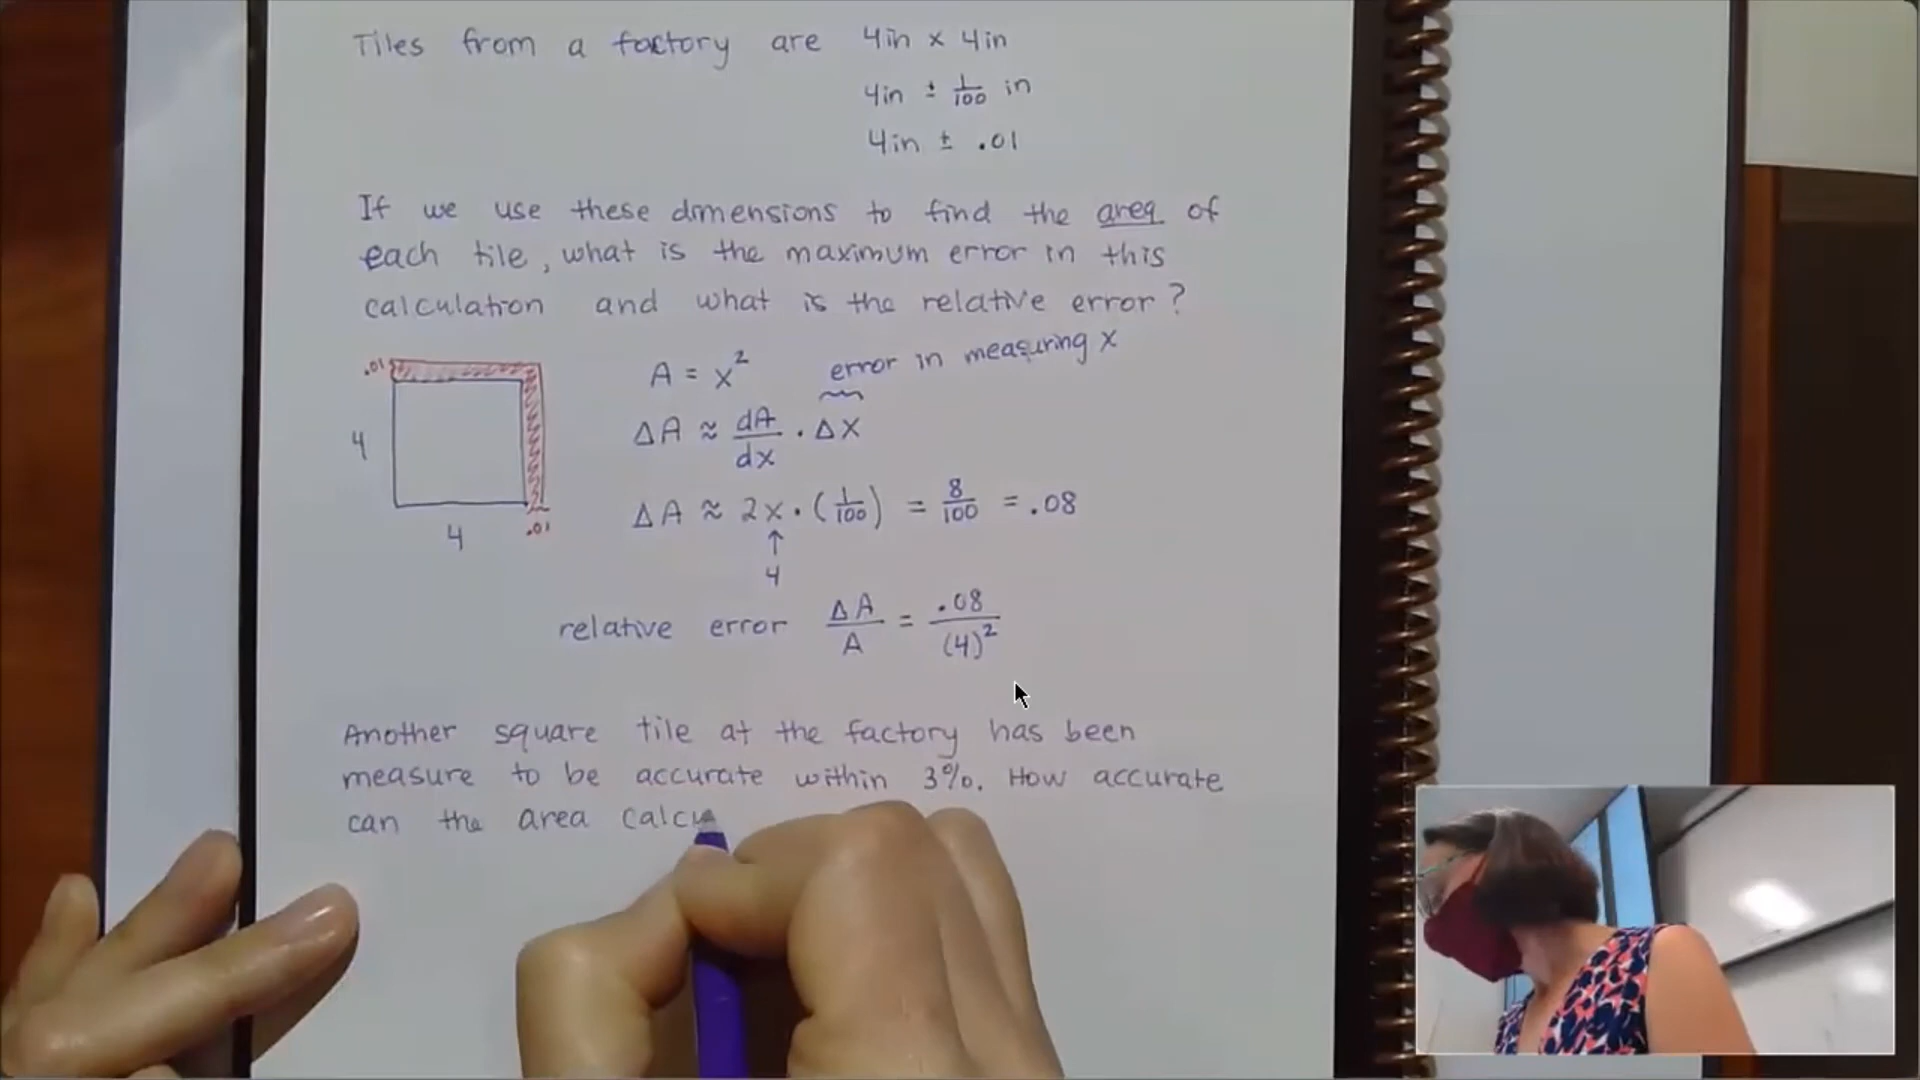 Tiles from a factory are 4in x 4in
4in ± 1/100 in
4in ± .01
If we use these dimensions to find the area of
each tile, what is the maximum error in this
calculation and what is the relative error?
.01
4
4
.01
A = x²
error in measuring x
ΔA ≈ dA/dx · Δx
ΔA ≈ 2x · (1/100) = 8/100 = .08
↑
4
relative error ΔA/A = .08/(4)²
Another square tile at the factory has been
measure to be accurate within 3%. How accurate
can the area calcu